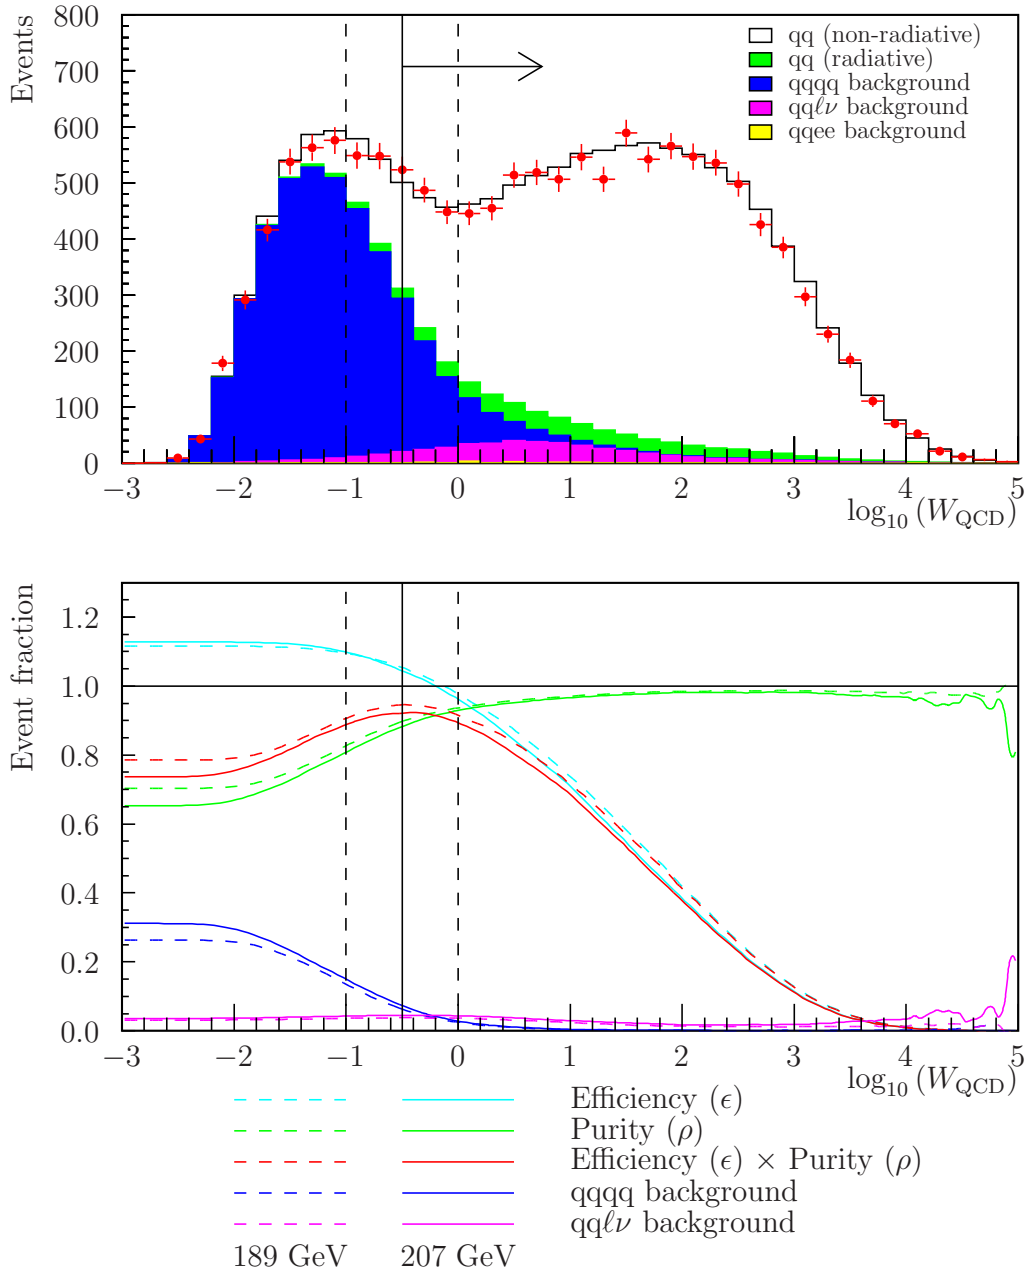 Events
800
700
600
500
400
300
200
100
0
qq (non-radiative)
qq (radiative)
qqqq background
qqℓν background
qqee background
−3 −2 −1 0 1 2 3 4 5
log₁₀ (W_QCD)
Event fraction
1.2
1.0
0.8
0.6
0.4
0.2
0.0
−3 −2 −1 0 1 2 3 4 5
log₁₀ (W_QCD)
Efficiency (ϵ)
Purity (ρ)
Efficiency (ϵ) × Purity (ρ)
qqqq background
qqℓν background
189 GeV 207 GeV